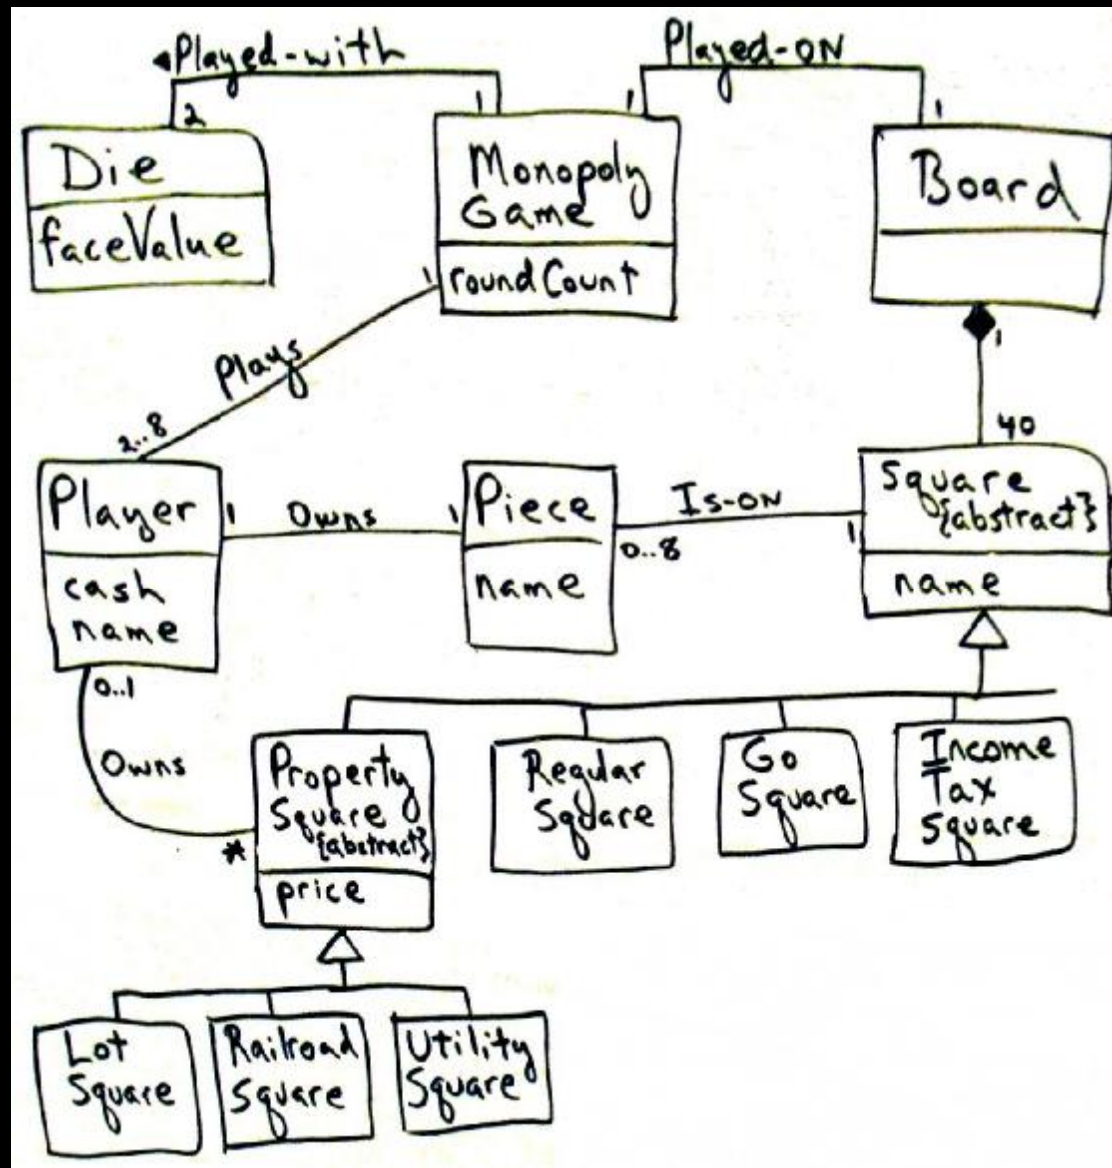 ◄Played-with
Played-ON
2
1
1
1
Die
faceValue
Monopoly
Game
roundCount
Board
1
Plays
1
2..8
40
Player
cash
name
1
Owns
1
Piece
name
Is-ON
0..8
1
Square
{abstract}
name
0..1
Owns
*
Property
Square
{abstract}
price
Regular
Square
Go
Square
Income
Tax
Square
Lot
Square
Railroad
Square
Utility
Square